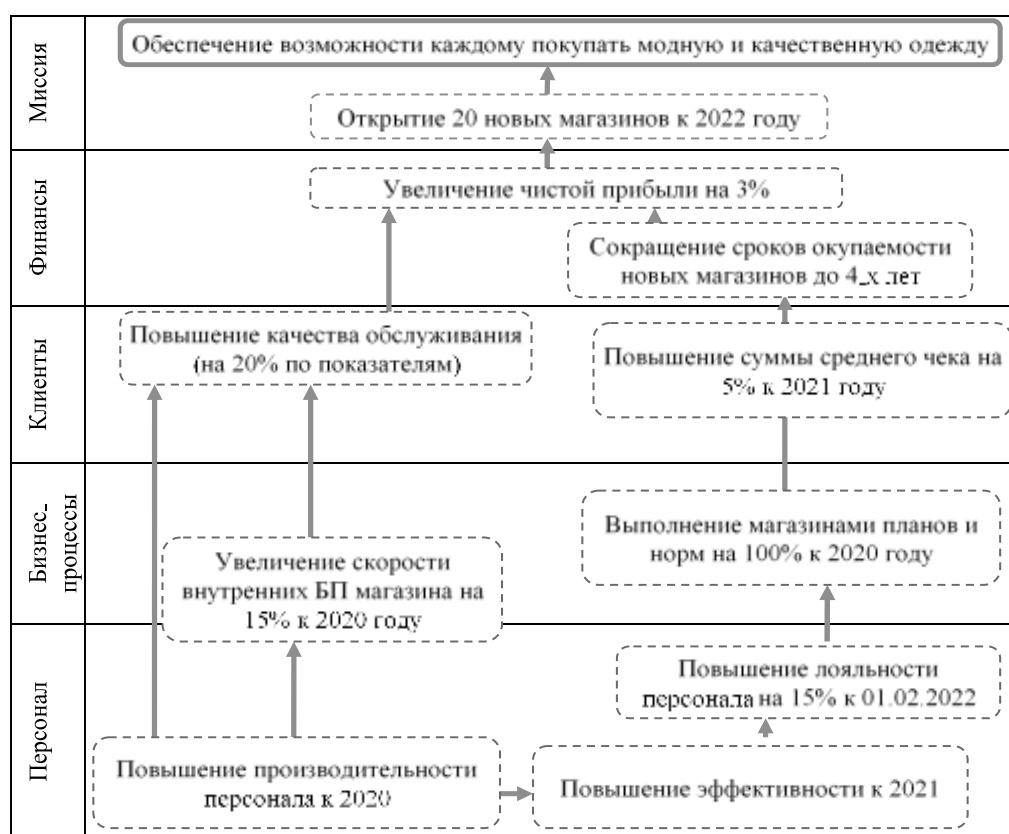 Миссия
Обеспечение возможности каждому покупать модную и качественную одежду
Открытие 20 новых магазинов к 2022 году
Финансы
Увеличение чистой прибыли на 3%
Сокращение сроков окупаемости
новых магазинов до 4_х лет
Клиенты
Повышение качества обслуживания
(на 20% по показателям)
Повышение суммы среднего чека на
5% к 2021 году
Бизнес_
процессы
Увеличение скорости
внутренних БП магазина на
15% к 2020 году
Выполнение магазинами планов и
норм на 100% к 2020 году
Персонал
Повышение лояльности
персонала на 15% к 01.02.2022
Повышение производительности
персонала к 2020
Повышение эффективности к 2021